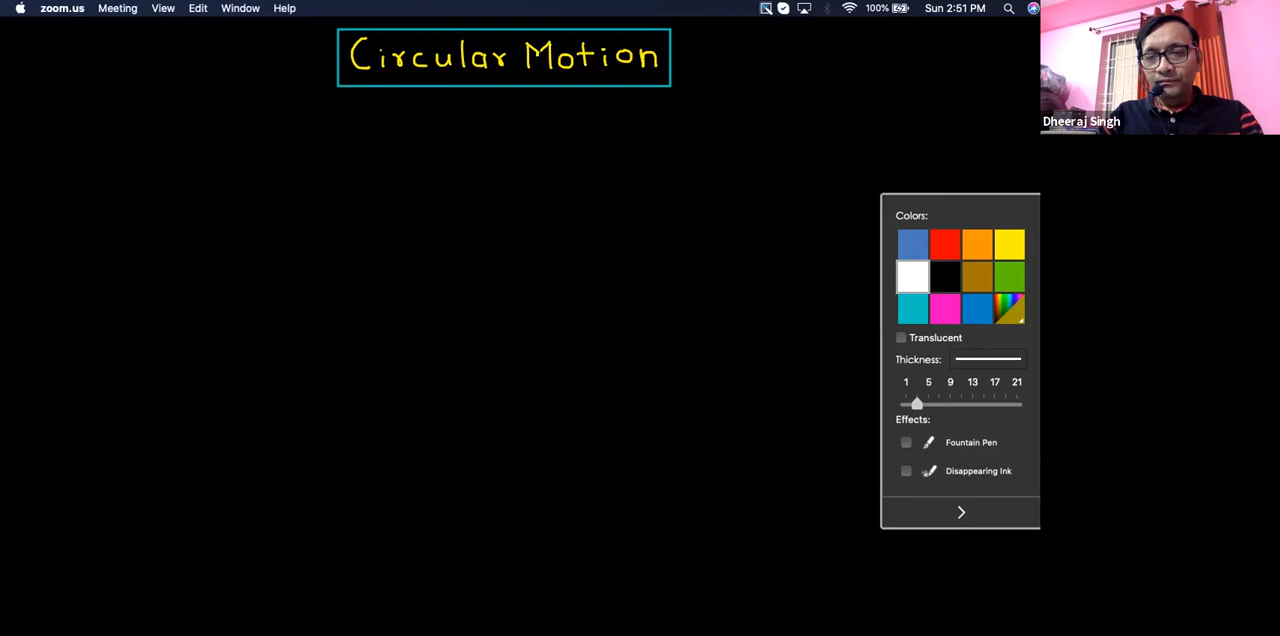 zoom.us Meeting View Edit Window Help 100% Sun 2:51 PM
Circular Motion
Dheeraj Singh
Colors:
Translucent
Thickness:
1 5 9 13 17 21
Effects:
Fountain Pen
Disappearing Ink